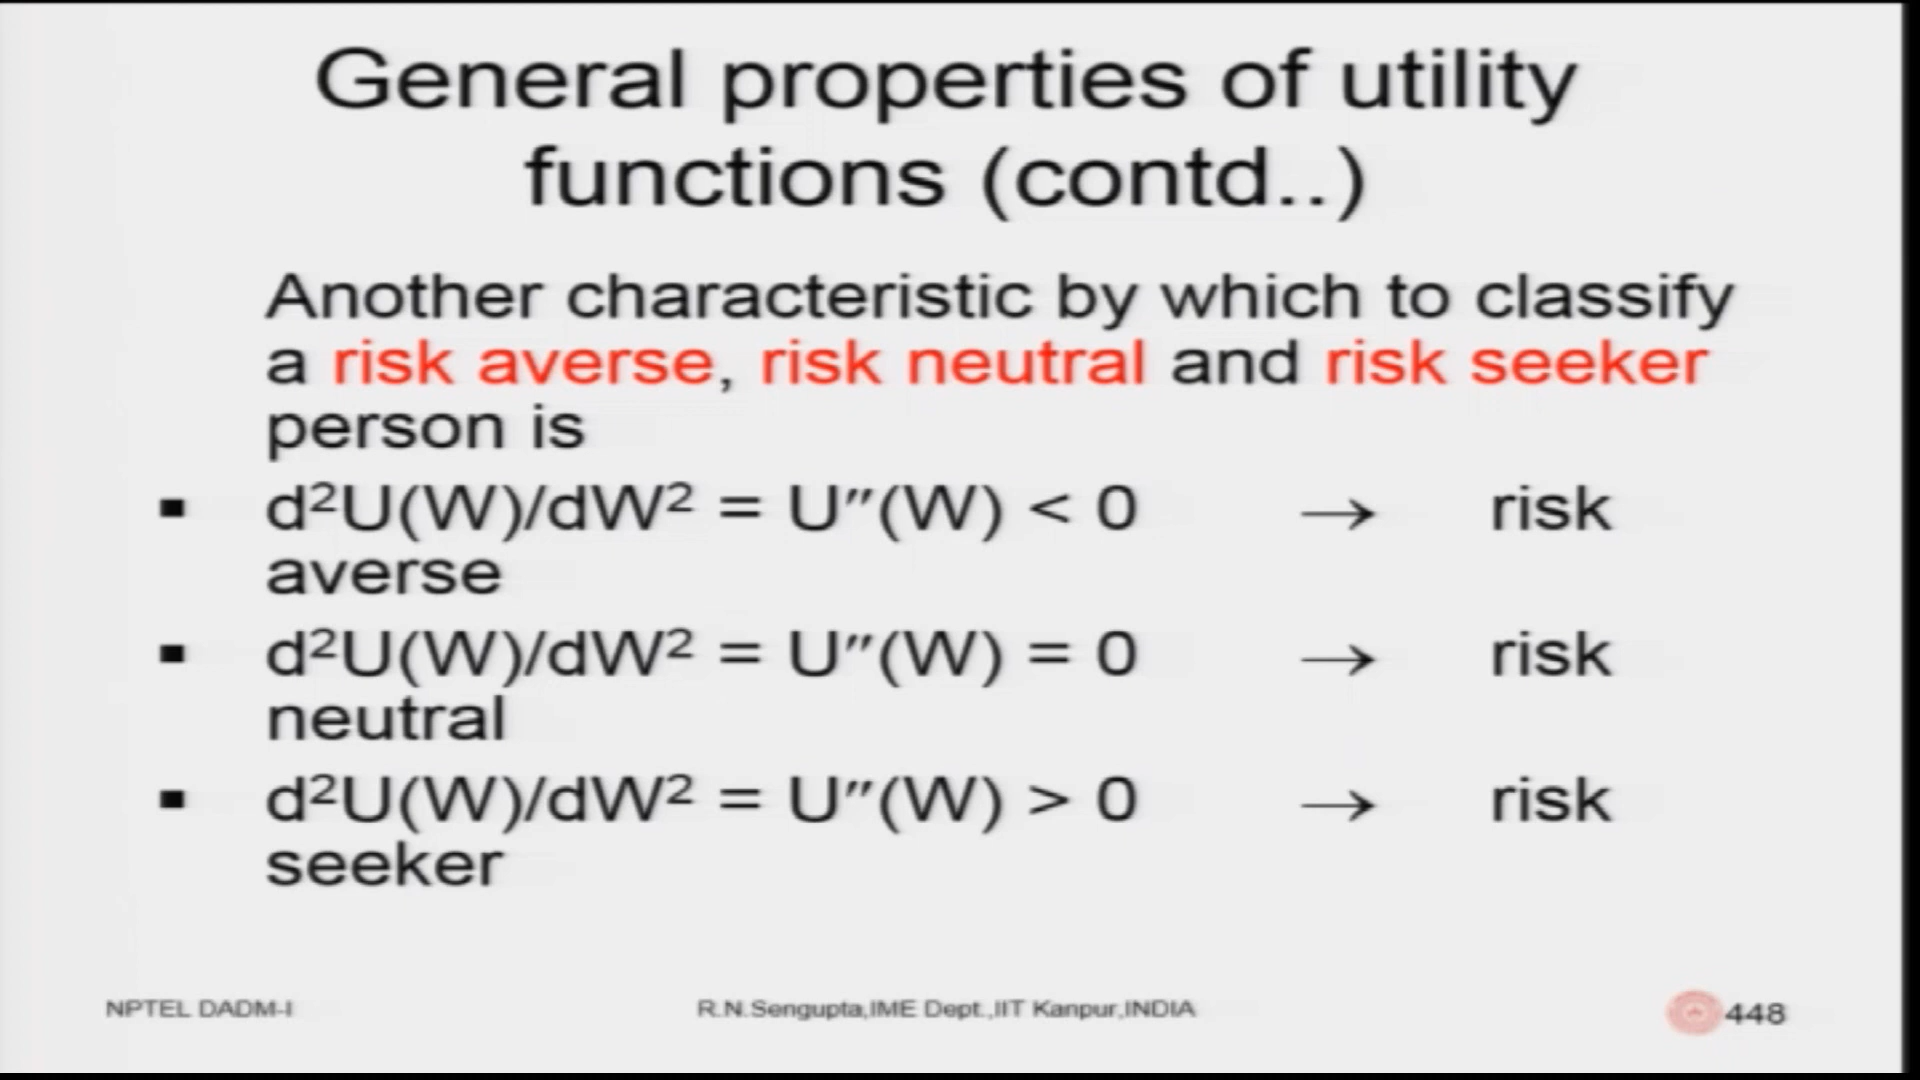 General properties of utility
functions (contd..)
Another characteristic by which to classify
a risk averse, risk neutral and risk seeker
person is
▪ d²U(W)/dW² = U″(W) < 0 → risk
averse
▪ d²U(W)/dW² = U″(W) = 0 → risk
neutral
▪ d²U(W)/dW² = U″(W) > 0 → risk
seeker
NPTEL DADM-I R.N.Sengupta,IME Dept.,IIT Kanpur,INDIA 448